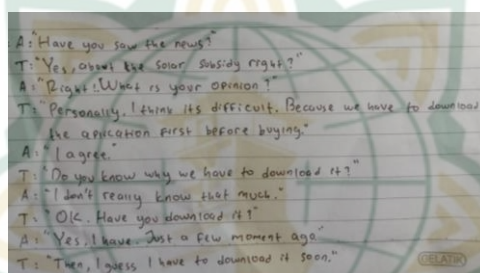 A: "Have you saw the news?"
T: "Yes, about the solar subsidy right?"
A: "Right! What is your opinion?"
T: "Personally, I think its difficult. Because we have to download
the aplication first before buying."
A: "I agree."
T: "Do you know why we have to download it?"
A: "I don't really know that much."
T: "OK. Have you download it?"
A: "Yes, I have. Just a few moment ago"
T: "Then, I guess I have to download it soon."
GELATIK